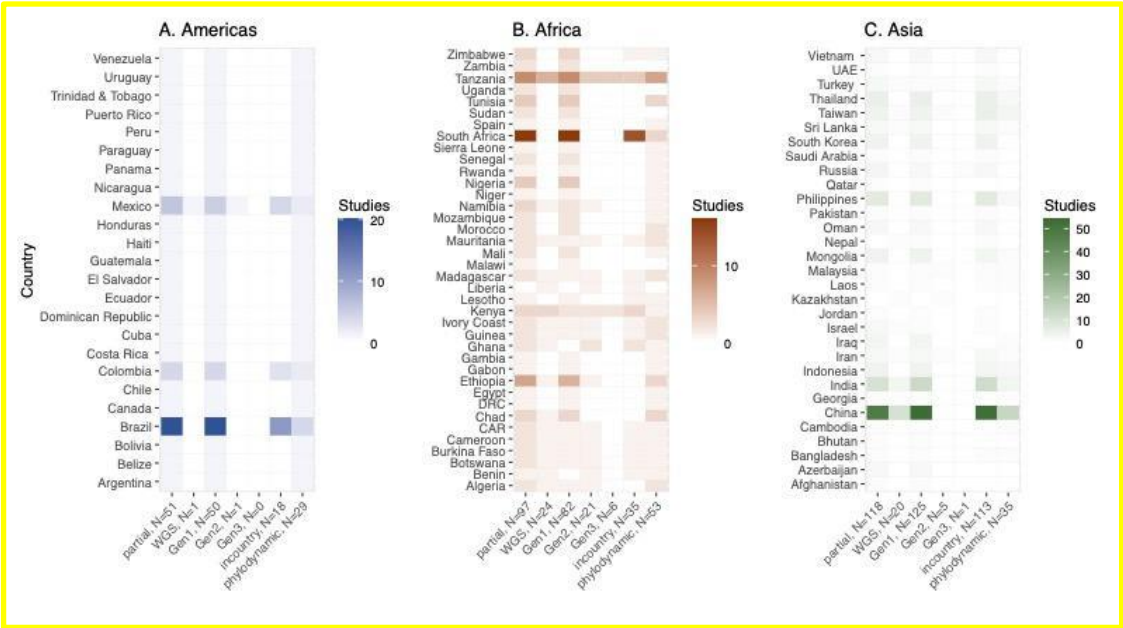 A. Americas
Venezuela
Uruguay
Trinidad & Tobago
Puerto Rico
Peru
Paraguay
Panama
Nicaragua
Mexico
Honduras
Haiti
Guatemala
El Salvador
Ecuador
Dominican Republic
Cuba
Costa Rica
Colombia
Chile
Canada
Brazil
Bolivia
Belize
Argentina
Country
partial, N=51
WGS, N=1
Gen1, N=50
Gen2, N=1
Gen3, N=0
incountry, N=18
phylodynamic, N=29
Studies
20
10
0
B. Africa
Zimbabwe
Zambia
Tanzania
Uganda
Tunisia
Sudan
Spain
South Africa
Sierra Leone
Senegal
Rwanda
Nigeria
Niger
Namibia
Mozambique
Morocco
Mauritania
Mali
Malawi
Madagascar
Liberia
Lesotho
Kenya
Ivory Coast
Guinea
Ghana
Gambia
Gabon
Ethiopia
Egypt
DRC
Chad
CAR
Cameroon
Burkina Faso
Botswana
Benin
Algeria
partial, N=97
WGS, N=24
Gen1, N=82
Gen2, N=21
Gen3, N=6
incountry, N=35
phylodynamic, N=53
Studies
10
0
C. Asia
Vietnam
UAE
Turkey
Thailand
Taiwan
Sri Lanka
South Korea
Saudi Arabia
Russia
Qatar
Philippines
Pakistan
Oman
Nepal
Mongolia
Malaysia
Laos
Kazakhstan
Jordan
Israel
Iraq
Iran
Indonesia
India
Georgia
China
Cambodia
Bhutan
Bangladesh
Azerbaijan
Afghanistan
partial, N=118
WGS, N=20
Gen1, N=125
Gen2, N=5
Gen3, N=1
incountry, N=113
phylodynamic, N=35
Studies
50
40
30
20
10
0